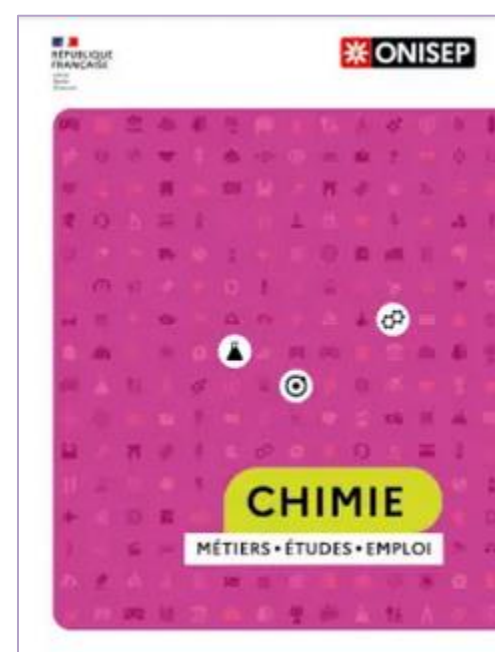 RÉPUBLIQUE
FRANÇAISE
ONISEP
CHIMIE
MÉTIERS • ÉTUDES • EMPLOI